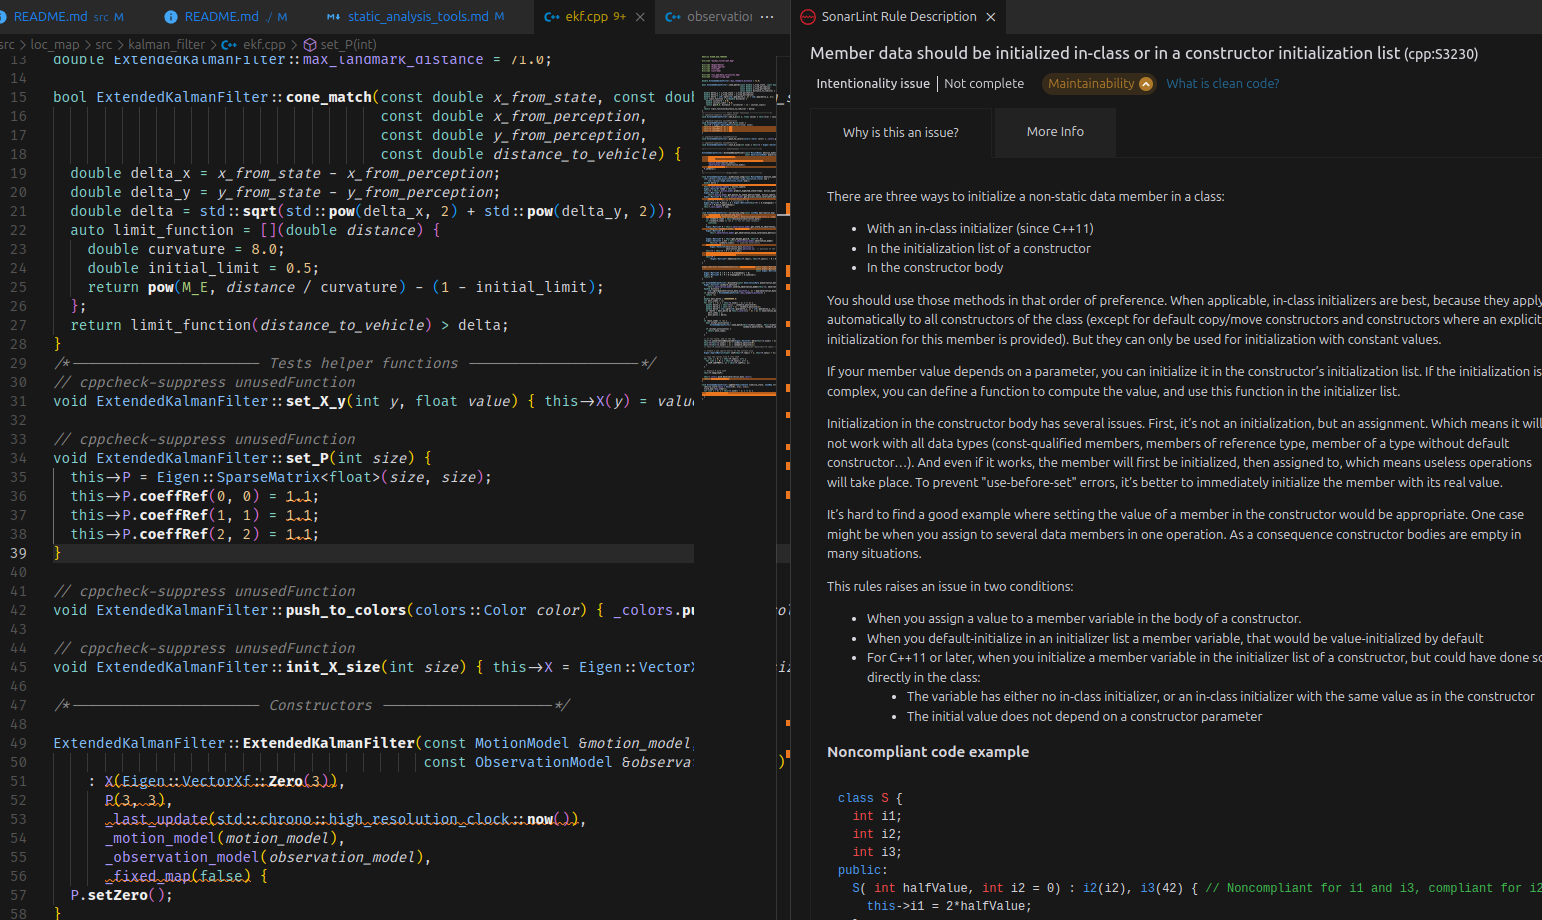 README.md src M
README.md ./ M
static_analysis_tools.md M
ekf.cpp 9+
observation
src > loc_map > src > kalman_filter > ekf.cpp > set_P(int)
13 double ExtendedKalmanFilter::max_landmark_distance = 71.0;
14
15 bool ExtendedKalmanFilter::cone_match(const double x_from_state, const doub
16 const double x_from_perception,
17 const double y_from_perception,
18 const double distance_to_vehicle) {
19 double delta_x = x_from_state - x_from_perception;
20 double delta_y = y_from_state - y_from_perception;
21 double delta = std::sqrt(std::pow(delta_x, 2) + std::pow(delta_y, 2));
22 auto limit_function = [](double distance) {
23 double curvature = 8.0;
24 double initial_limit = 0.5;
25 return pow(M_E, distance / curvature) - (1 - initial_limit);
26 };
27 return limit_function(distance_to_vehicle) > delta;
28 }
29 /*---------------------- Tests helper functions --------------------*/
30 // cppcheck-suppress unusedFunction
31 void ExtendedKalmanFilter::set_X_y(int y, float value) { this->X(y) = value
32
33 // cppcheck-suppress unusedFunction
34 void ExtendedKalmanFilter::set_P(int size) {
35 this->P = Eigen::SparseMatrix<float>(size, size);
36 this->P.coeffRef(0, 0) = 1.1;
37 this->P.coeffRef(1, 1) = 1.1;
38 this->P.coeffRef(2, 2) = 1.1;
39 }
40
41 // cppcheck-suppress unusedFunction
42 void ExtendedKalmanFilter::push_to_colors(colors::Color color) { _colors.pu
43
44 // cppcheck-suppress unusedFunction
45 void ExtendedKalmanFilter::init_X_size(int size) { this->X = Eigen::VectorX
46
47 /*---------------------- Constructors --------------------*/
48
49 ExtendedKalmanFilter::ExtendedKalmanFilter(const MotionModel &motion_model,
50 const ObservationModel &observa )
51 : X(Eigen::VectorXf::Zero(3)),
52 P(3, 3),
53 _last_update(std::chrono::high_resolution_clock::now()),
54 _motion_model(motion_model),
55 _observation_model(observation_model),
56 _fixed_map(false) {
57 P.setZero();
58 }
SonarLint Rule Description
Member data should be initialized in-class or in a constructor initialization list (cpp:S3230)
Intentionality issue | Not complete Maintainability What is clean code?
Why is this an issue? More Info
There are three ways to initialize a non-static data member in a class:
• With an in-class initializer (since C++11)
• In the initialization list of a constructor
• In the constructor body
You should use those methods in that order of preference. When applicable, in-class initializers are best, because they apply
automatically to all constructors of the class (except for default copy/move constructors and constructors where an explicit
initialization for this member is provided). But they can only be used for initialization with constant values.
If your member value depends on a parameter, you can initialize it in the constructor’s initialization list. If the initialization is
complex, you can define a function to compute the value, and use this function in the initializer list.
Initialization in the constructor body has several issues. First, it’s not an initialization, but an assignment. Which means it will
not work with all data types (const-qualified members, members of reference type, member of a type without default
constructor…). And even if it works, the member will first be initialized, then assigned to, which means useless operations
will take place. To prevent "use-before-set" errors, it’s better to immediately initialize the member with its real value.
It’s hard to find a good example where setting the value of a member in the constructor would be appropriate. One case
might be when you assign to several data members in one operation. As a consequence constructor bodies are empty in
many situations.
This rules raises an issue in two conditions:
• When you assign a value to a member variable in the body of a constructor.
• When you default-initialize in an initializer list a member variable, that would be value-initialized by default
• For C++11 or later, when you initialize a member variable in the initializer list of a constructor, but could have done so
directly in the class:
• The variable has either no in-class initializer, or an in-class initializer with the same value as in the constructor
• The initial value does not depend on a constructor parameter
Noncompliant code example
class S {
int i1;
int i2;
int i3;
public:
S( int halfValue, int i2 = 0) : i2(i2), i3(42) { // Noncompliant for i1 and i3, compliant for i2
this->i1 = 2*halfValue;